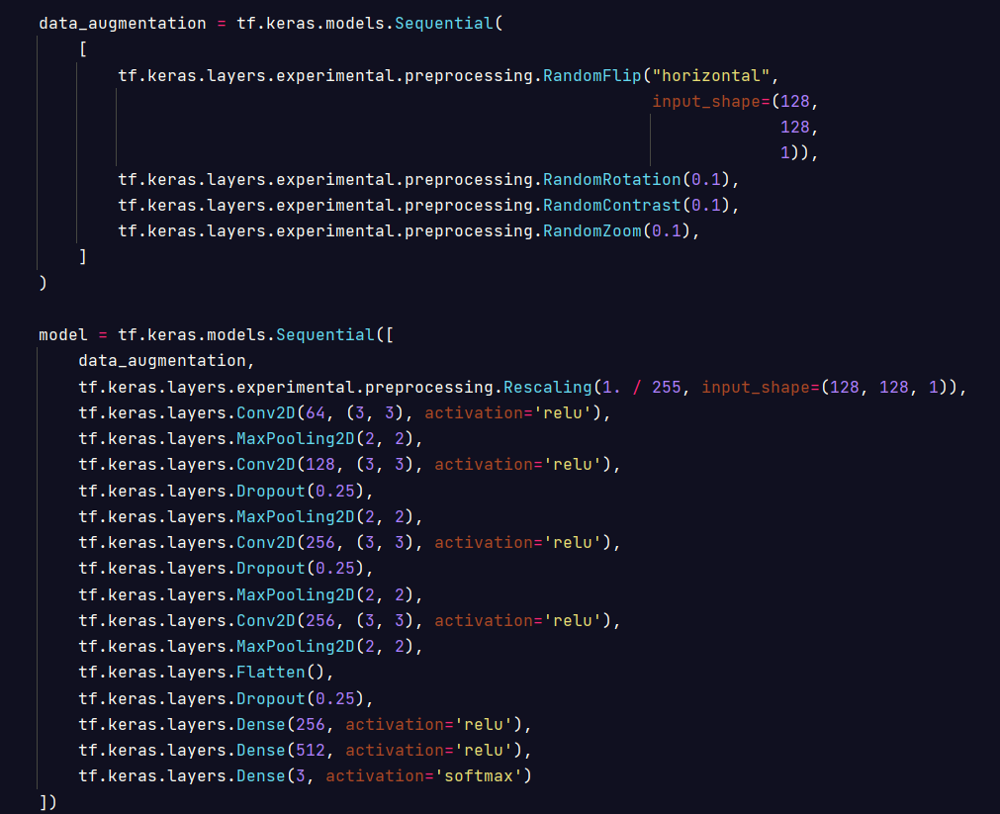 data_augmentation = tf.keras.models.Sequential(
    [
        tf.keras.layers.experimental.preprocessing.RandomFlip("horizontal",
                                                              input_shape=(128,
                                                                           128,
                                                                           1)),
        tf.keras.layers.experimental.preprocessing.RandomRotation(0.1),
        tf.keras.layers.experimental.preprocessing.RandomContrast(0.1),
        tf.keras.layers.experimental.preprocessing.RandomZoom(0.1),
    ]
)

model = tf.keras.models.Sequential([
    data_augmentation,
    tf.keras.layers.experimental.preprocessing.Rescaling(1. / 255, input_shape=(128, 128, 1)),
    tf.keras.layers.Conv2D(64, (3, 3), activation='relu'),
    tf.keras.layers.MaxPooling2D(2, 2),
    tf.keras.layers.Conv2D(128, (3, 3), activation='relu'),
    tf.keras.layers.Dropout(0.25),
    tf.keras.layers.MaxPooling2D(2, 2),
    tf.keras.layers.Conv2D(256, (3, 3), activation='relu'),
    tf.keras.layers.Dropout(0.25),
    tf.keras.layers.MaxPooling2D(2, 2),
    tf.keras.layers.Conv2D(256, (3, 3), activation='relu'),
    tf.keras.layers.MaxPooling2D(2, 2),
    tf.keras.layers.Flatten(),
    tf.keras.layers.Dropout(0.25),
    tf.keras.layers.Dense(256, activation='relu'),
    tf.keras.layers.Dense(512, activation='relu'),
    tf.keras.layers.Dense(3, activation='softmax')
])